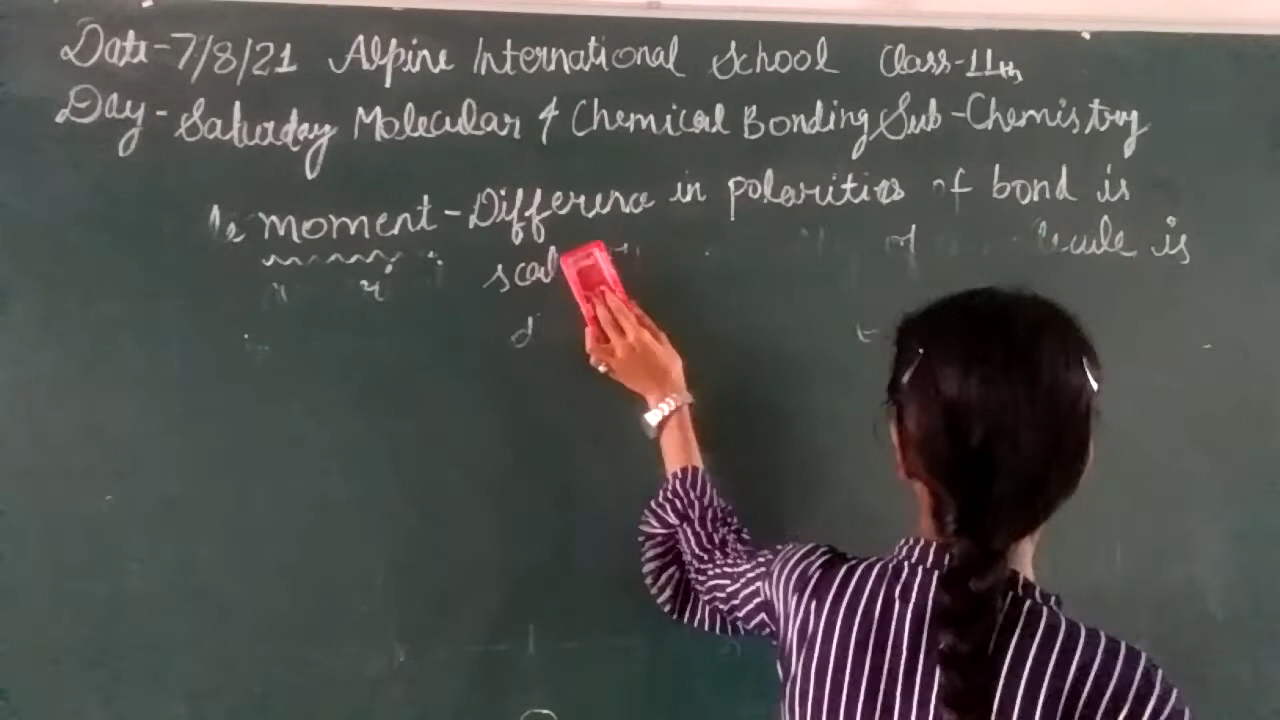 Date-7/8/21 Alpine International School Class-11th
Day-Saturday Molecular & Chemical Bonding Sub-Chemistry
moment-Difference in polarities of bond is
is